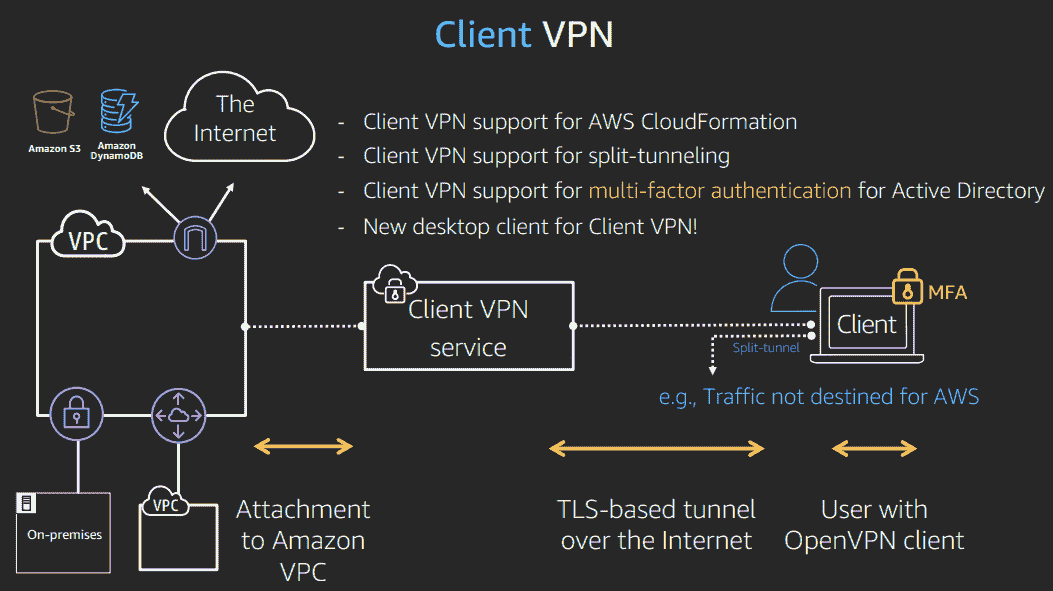 Client VPN
The
Internet
Amazon S3
Amazon
DynamoDB
- Client VPN support for AWS CloudFormation
- Client VPN support for split-tunneling
- Client VPN support for multi-factor authentication for Active Directory
- New desktop client for Client VPN!
VPC
Client VPN
service
MFA
Client
Split-tunnel
e.g., Traffic not destined for AWS
On-premises
VPC
Attachment
to Amazon
VPC
TLS-based tunnel
over the Internet
User with
OpenVPN client